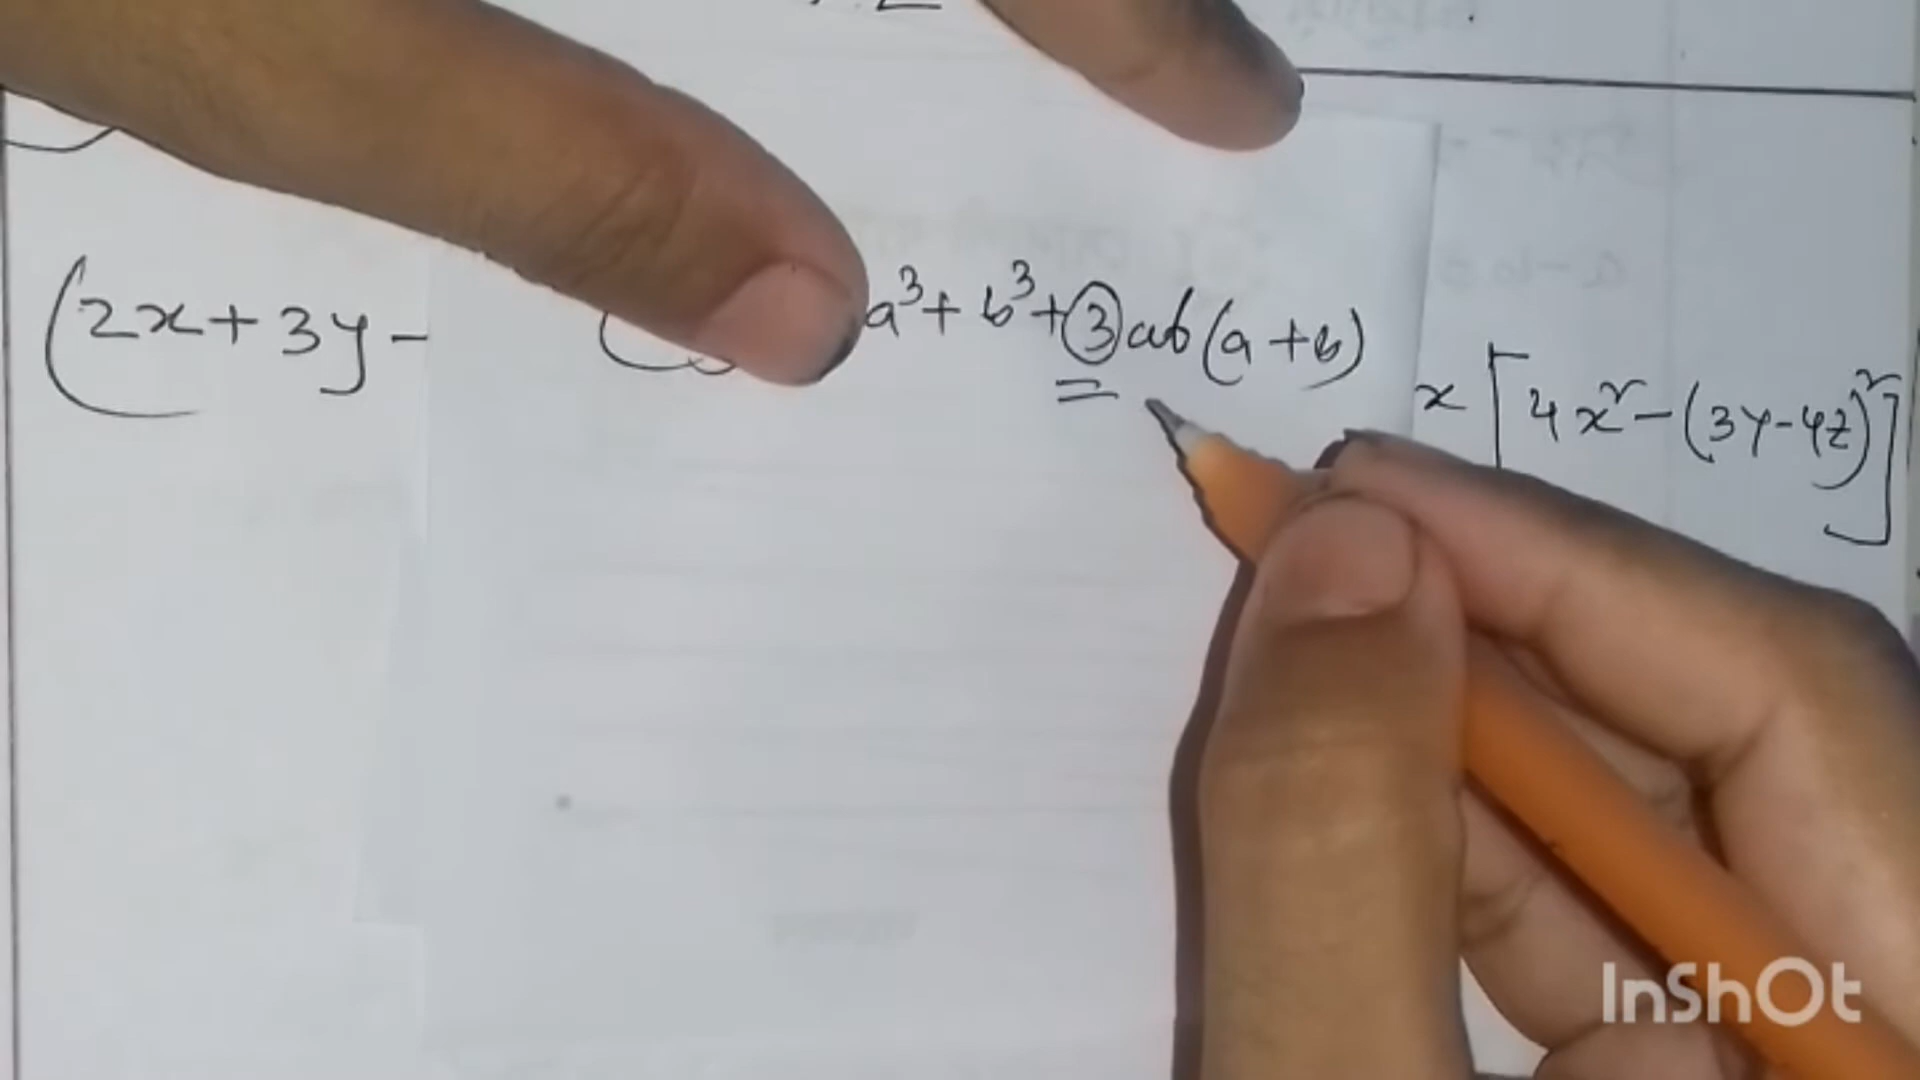 (2x+3y-
a³+b³+3ab(a+b)
x[4x²-(3y-4z)²]
InShOt